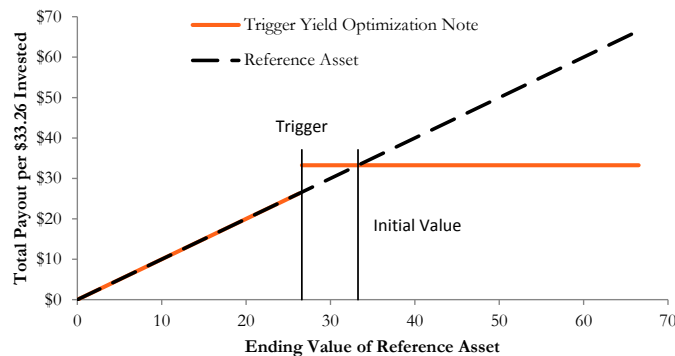 Trigger Yield Optimization Note
Reference Asset
Total Payout per $33.26 Invested
$70
$60
$50
$40
$30
$20
$10
$0
Trigger
Initial Value
0 10 20 30 40 50 60 70
Ending Value of Reference Asset